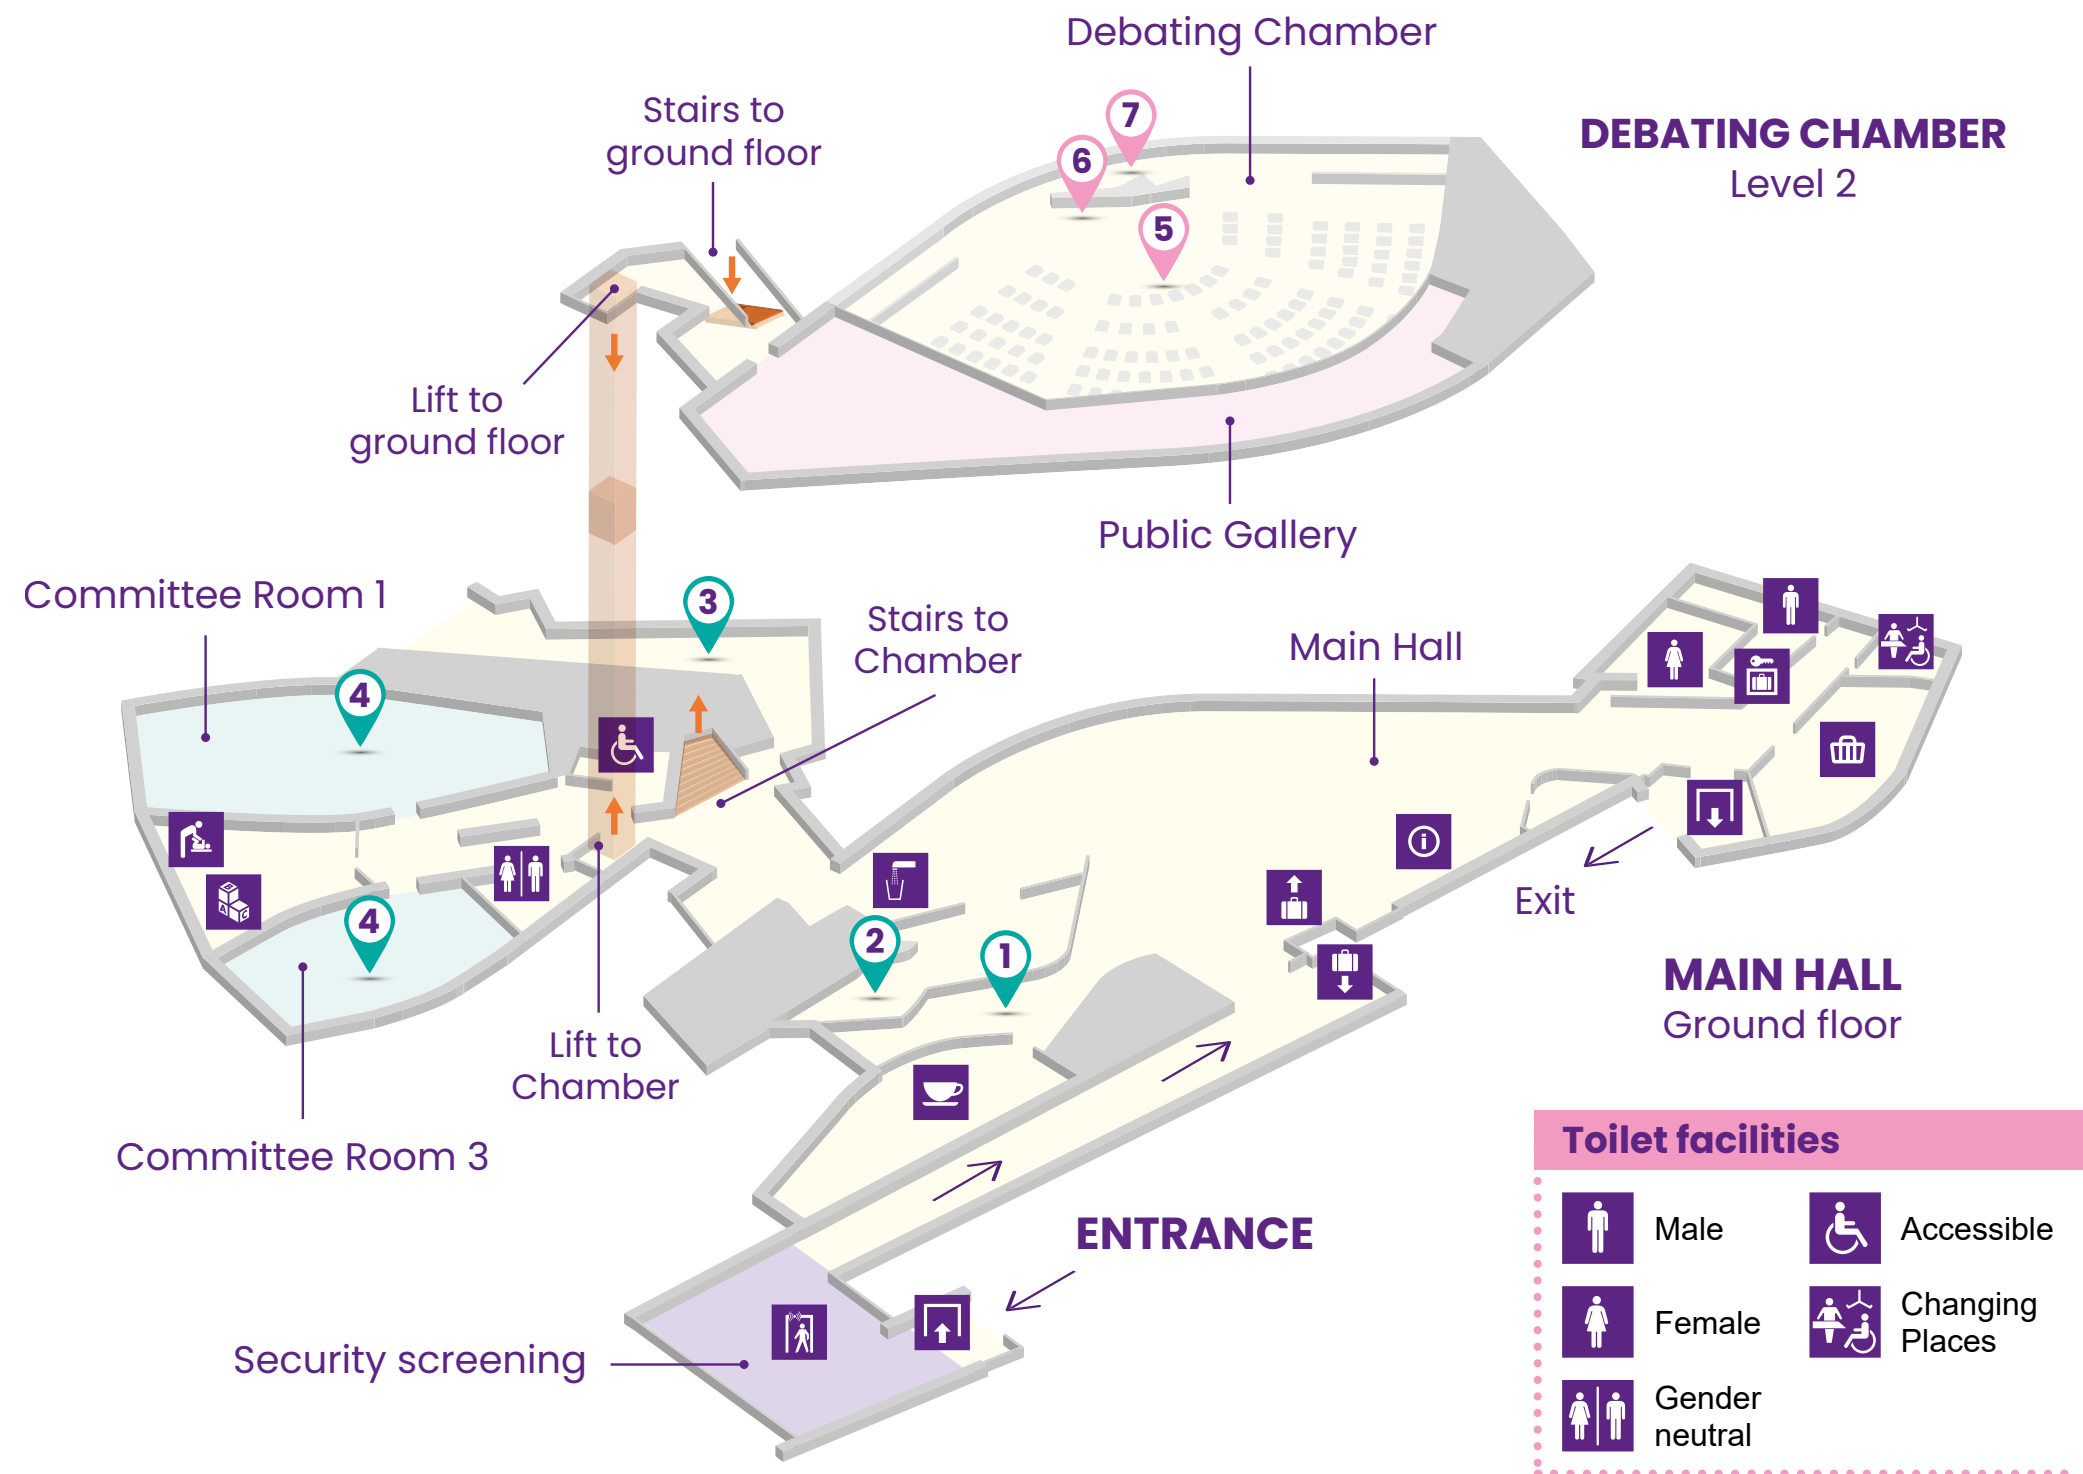 Debating Chamber
DEBATING CHAMBER
Level 2
Stairs to
ground floor
7
6
5
Lift to
ground floor
Public Gallery
Committee Room 1
3
Stairs to
Chamber
Main Hall
4
4
2
1
Exit
MAIN HALL
Ground floor
Lift to
Chamber
Committee Room 3
ENTRANCE
Security screening
Toilet facilities
Male
Accessible
Female
Changing
Places
Gender
neutral